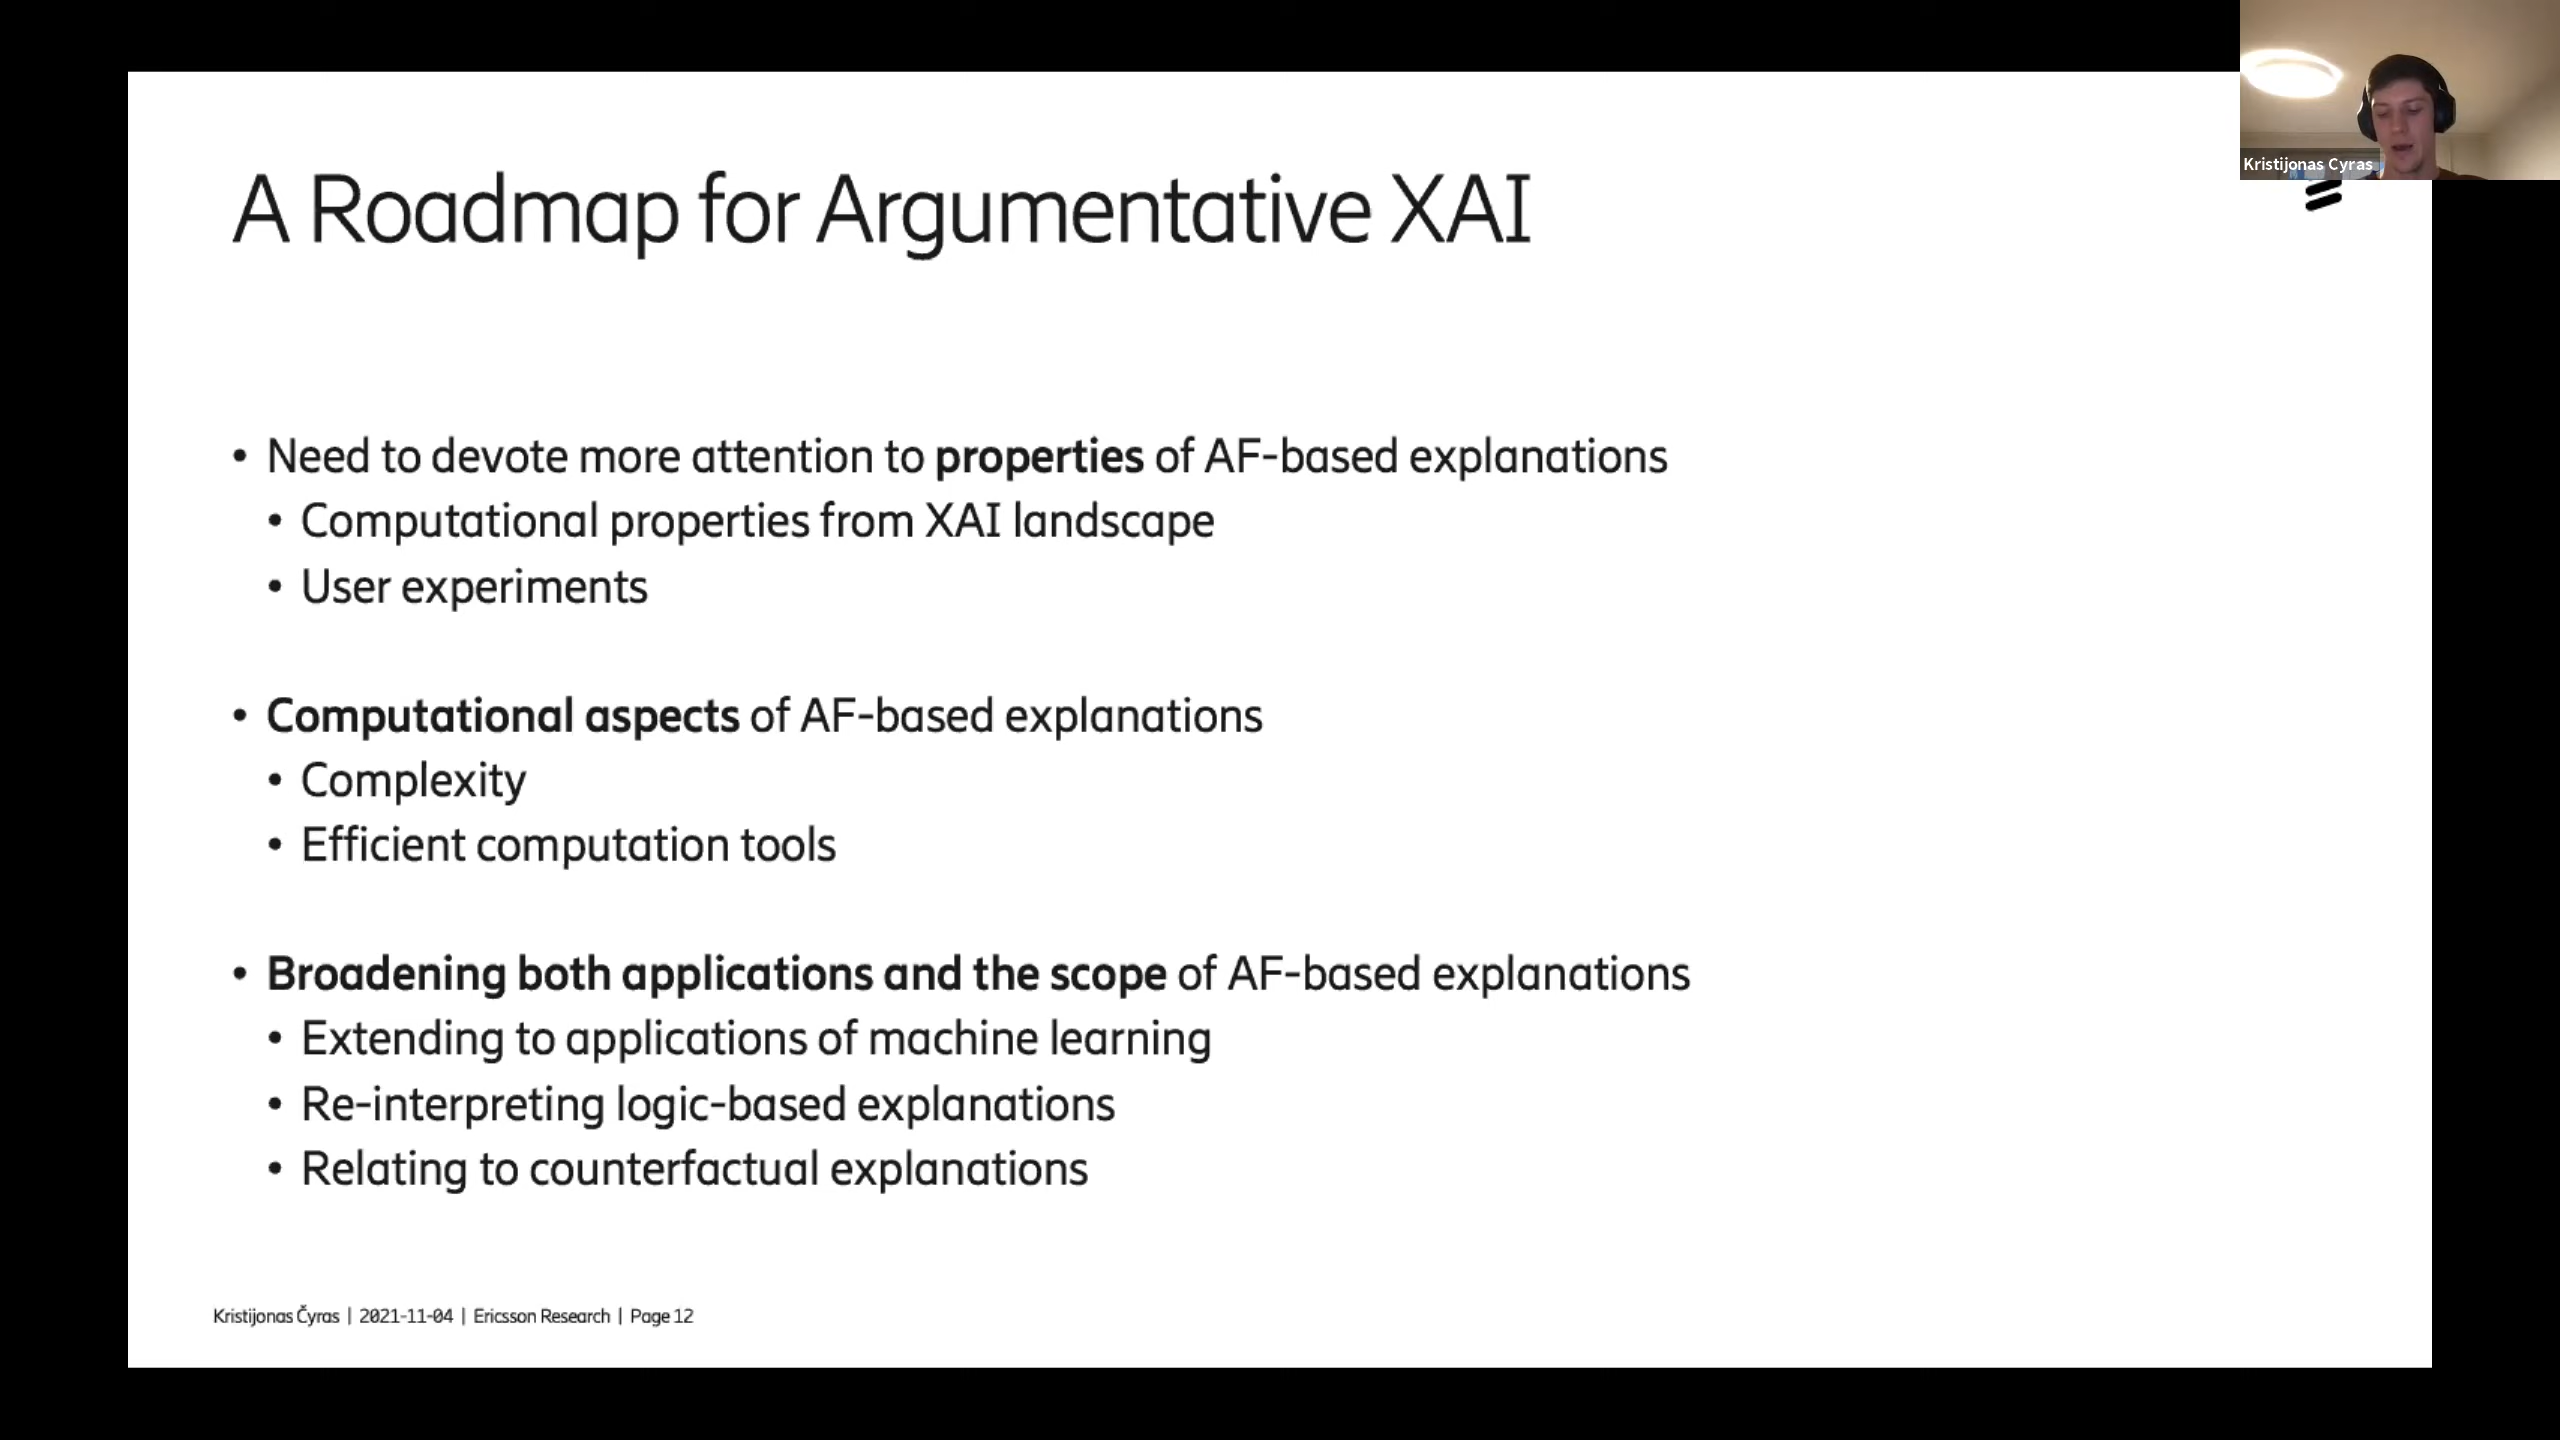 A Roadmap for Argumentative XAI
Kristijonas Cyras
• Need to devote more attention to properties of AF-based explanations
• Computational properties from XAI landscape
• User experiments
• Computational aspects of AF-based explanations
• Complexity
• Efficient computation tools
• Broadening both applications and the scope of AF-based explanations
• Extending to applications of machine learning
• Re-interpreting logic-based explanations
• Relating to counterfactual explanations
Kristijonas Čyras | 2021-11-04 | Ericsson Research | Page 12